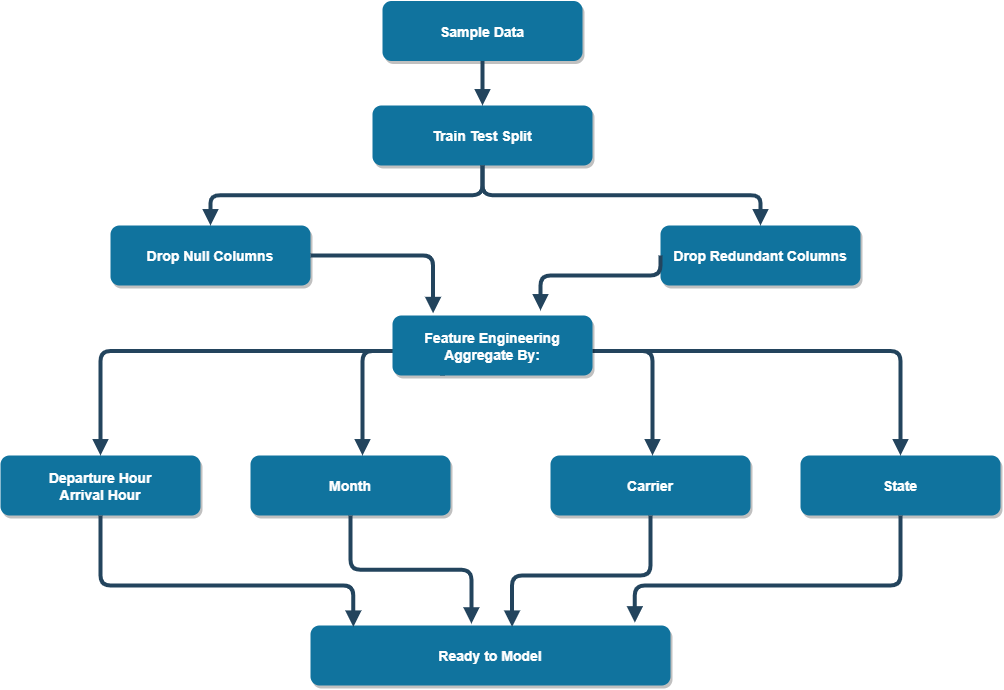 Sample Data
Train Test Split
Drop Null Columns
Drop Redundant Columns
Feature Engineering
Aggregate By:
Departure Hour
Arrival Hour
Month
Carrier
State
Ready to Model